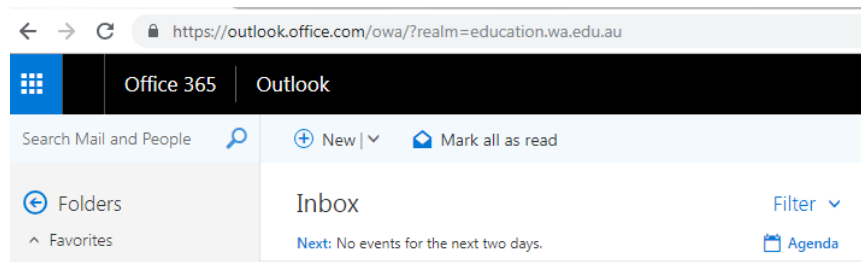 https://outlook.office.com/owa/?realm=education.wa.edu.au
Office 365 Outlook
Search Mail and People New Mark all as read
Folders
Favorites
Inbox Filter
Next: No events for the next two days. Agenda